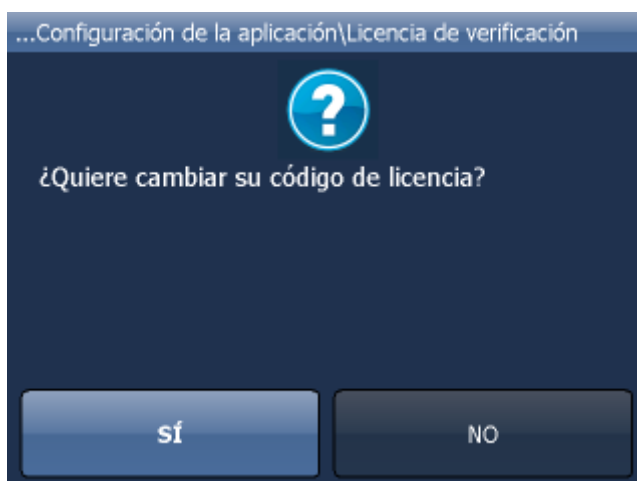 ...Configuración de la aplicación\Licencia de verificación
?
¿Quiere cambiar su código de licencia?
SÍ
NO